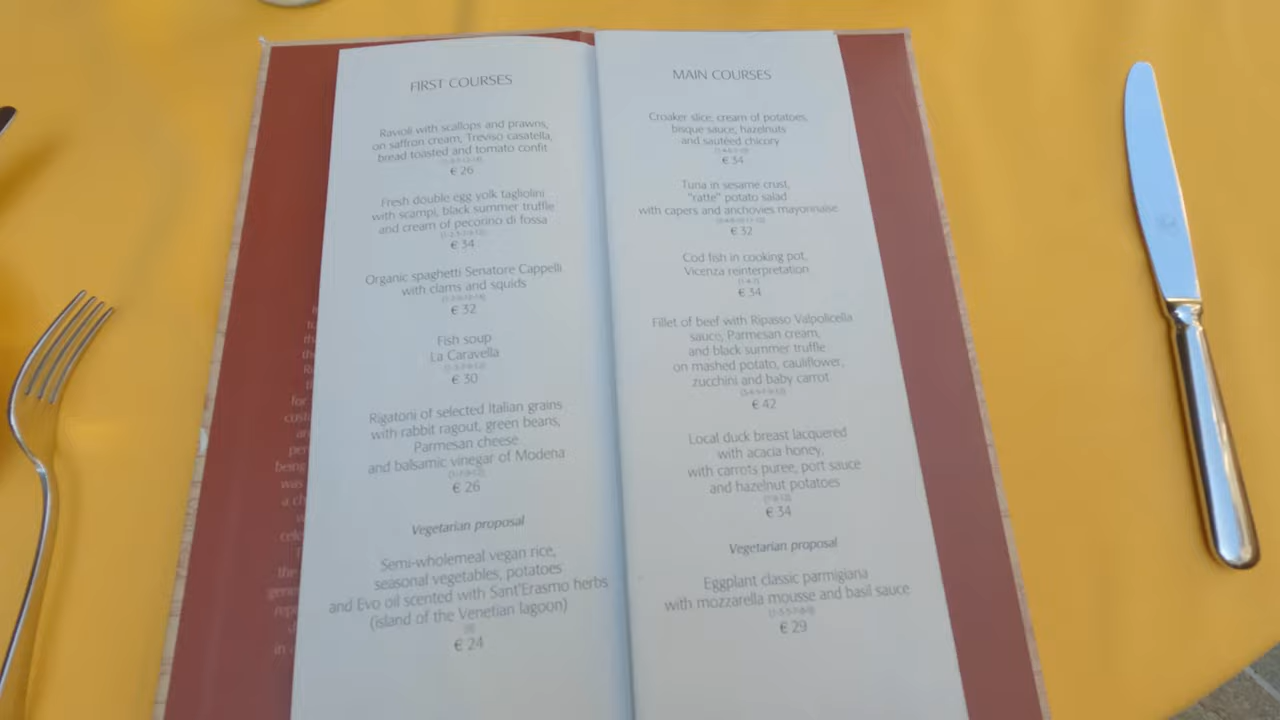 FIRST COURSES
Ravioli with scallops and prawns,
on saffron cream, Treviso casatella,
bread toasted and tomato confit
€ 26
Fresh double egg yolk tagliolini
with scampi, black summer truffle
and cream of pecorino di fossa
€ 34
Organic spaghetti Senatore Cappelli
with clams and squids
€ 32
Fish soup
La Caravella
€ 30
Rigatoni of selected Italian grains
with rabbit ragout, green beans,
Parmesan cheese
and balsamic vinegar of Modena
€ 26
Vegetarian proposal
Semi-wholemeal vegan rice,
seasonal vegetables, potatoes
and Evo oil scented with Sant'Erasmo herbs
(island of the Venetian lagoon)
€ 24
MAIN COURSES
Croaker slice, cream of potatoes,
bisque sauce, hazelnuts
and sautéed chicory
€ 34
Tuna in sesame crust,
"ratte" potato salad
with capers and anchovies mayonnaise
€ 32
Cod fish in cooking pot,
Vicenza reinterpretation
€ 34
Fillet of beef with Ripasso Valpolicella
sauce, Parmesan cream,
and black summer truffle
on mashed potato, cauliflower,
zucchini and baby carrot
€ 42
Local duck breast lacquered
with acacia honey,
with carrots puree, port sauce
and hazelnut potatoes
€ 34
Vegetarian proposal
Eggplant classic parmigiana
with mozzarella mousse and basil sauce
€ 29